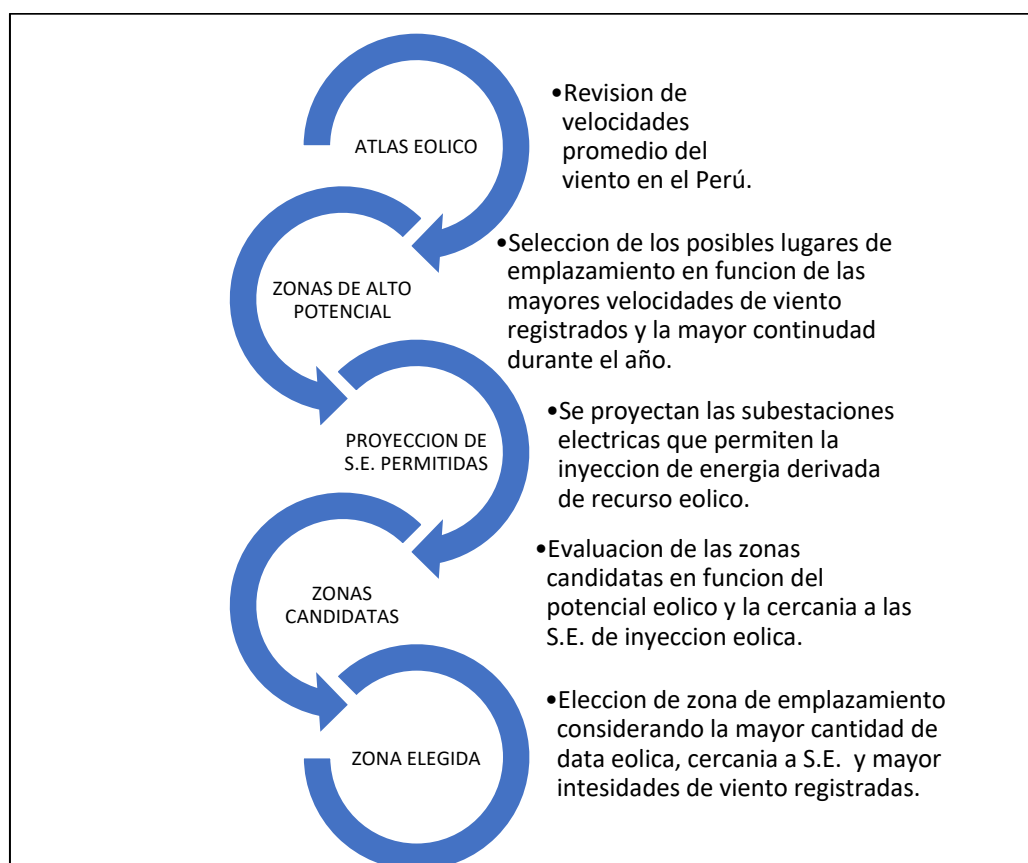 ATLAS EOLICO
•Revision de
velocidades
promedio del
viento en el Perú.
ZONAS DE ALTO
POTENCIAL
•Seleccion de los posibles lugares de
emplazamiento en funcion de las
mayores velocidades de viento
registrados y la mayor continudad
durante el año.
PROYECCION DE
S.E. PERMITIDAS
•Se proyectan las subestaciones
electricas que permiten la
inyeccion de energia derivada
de recurso eolico.
ZONAS
CANDIDATAS
•Evaluacion de las zonas
candidatas en funcion del
potencial eolico y la cercania a las
S.E. de inyeccion eolica.
ZONA ELEGIDA
•Eleccion de zona de emplazamiento
considerando la mayor cantidad de
data eolica, cercania a S.E. y mayor
intesidades de viento registradas.